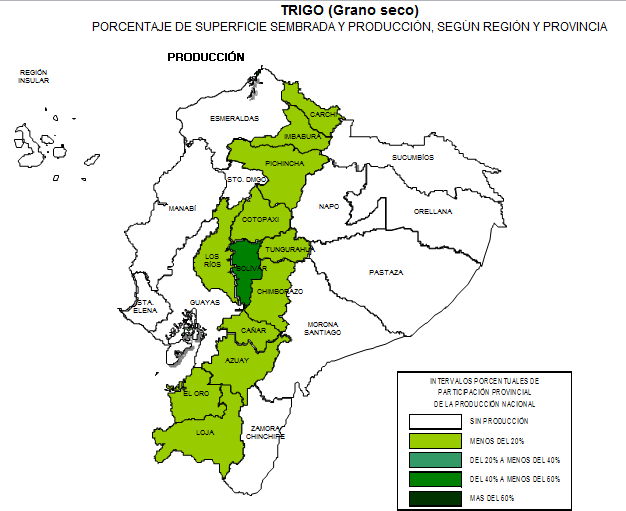 TRIGO (Grano seco)
PORCENTAJE DE SUPERFICIE SEMBRADA Y PRODUCCIÓN, SEGÚN REGIÓN Y PROVINCIA
PRODUCCIÓN
REGIÓN
INSULAR
ESMERALDAS
CARCHI
IMBABURA
SUCUMBÍOS
PICHINCHA
STO. DMGO
NAPO
ORELLANA
MANABÍ
COTOPAXI
TUNGURAHUA
LOS
RÍOS
BOLÍVAR
PASTAZA
CHIMBORAZO
STA.
ELENA
GUAYAS
MORONA
SANTIAGO
CAÑAR
AZUAY
EL ORO
LOJA
ZAMORA
CHINCHIPE
INTERVALOS PORCENTUALES DE
PARTICIPACIÓN PROVINCIAL
DE LA PRODUCCIÓN NACIONAL
SIN PRODUCCIÓN
MENOS DEL 20%
DEL 20% A MENOS DEL 40%
DEL 40% A MENOS DEL 60%
MAS DEL 60%